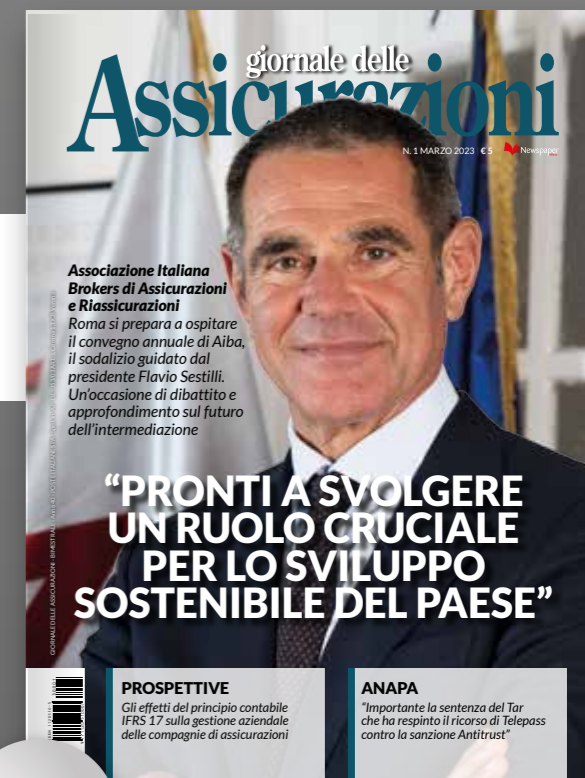 giornale delle
Assicurazioni
N. 1 MARZO 2023 € 5 Newspaper
Associazione Italiana
Brokers di Assicurazioni
e Riassicurazioni
Roma si prepara a ospitare
il convegno annuale di Aiba,
il sodalizio guidato dal
presidente Flavio Sestilli.
Un’occasione di dibattito e
approfondimento sul futuro
dell’intermediazione
“PRONTI A SVOLGERE
UN RUOLO CRUCIALE
PER LO SVILUPPO
SOSTENIBILE DEL PAESE”
GIORNALE DELLE ASSICURAZIONI - BIMESTRALE
PROSPETTIVE
Gli effetti del principio contabile
IFRS 17 sulla gestione aziendale
delle compagnie di assicurazioni
ANAPA
“Importante la sentenza del Tar
che ha respinto il ricorso di Telepass
contro la sanzione Antitrust”